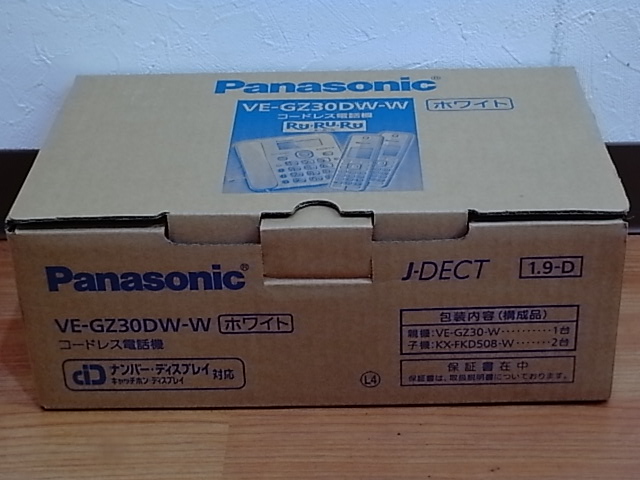 Panasonic®
VE-GZ30DW-W ホワイト
コードレス電話機
RU・RU・RU
Panasonic®
VE-GZ30DW-W ホワイト
コードレス電話機
ナンバー・ディスプレイ
キャッチホン・ディスプレイ
対応
L4
J-DECT 1.9-D
包装内容(構成品)
親機:VE-GZ30-W………1台
子機:KX-FKD508-W……2台
保証書在中
保証書は、取扱説明書についております。